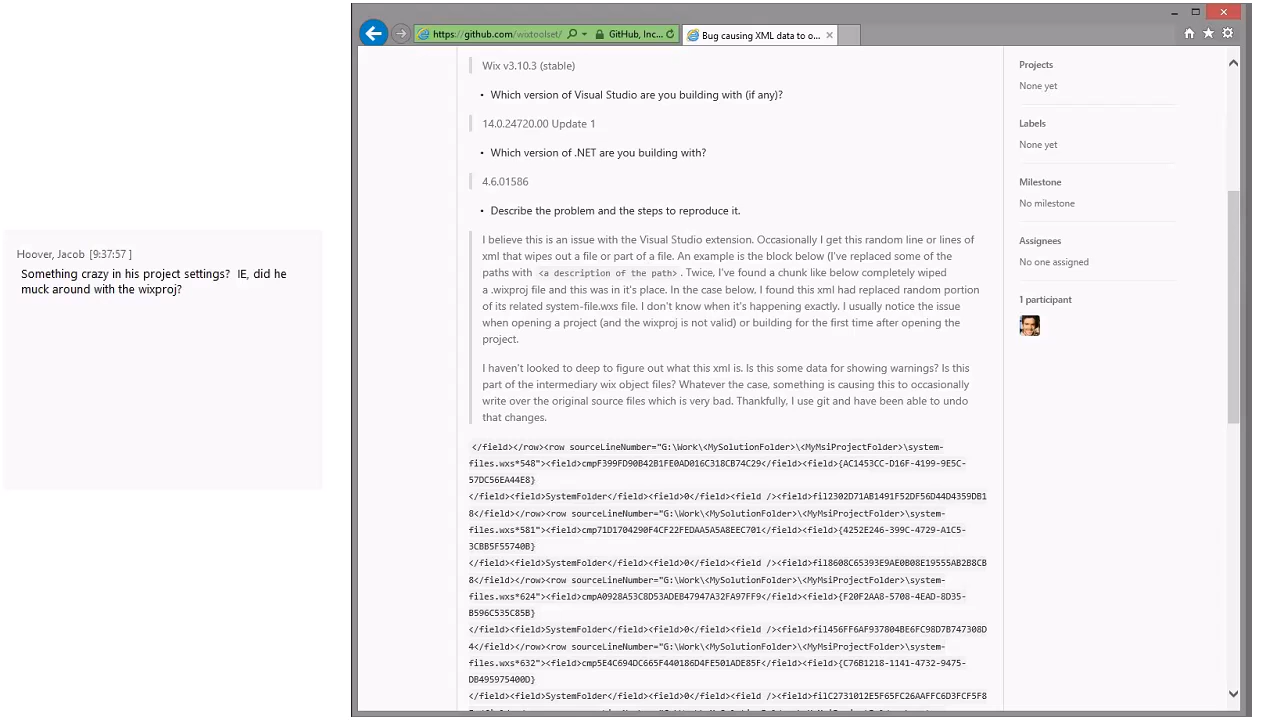 Hoover, Jacob [9:37:57 ]
Something crazy in his project settings?  IE, did he
muck around with the wixproj?
https://github.com/wixtoolset/
GitHub, Inc...
Bug causing XML data to o...
Wix v3.10.3 (stable)
• Which version of Visual Studio are you building with (if any)?
14.0.24720.00 Update 1
• Which version of .NET are you building with?
4.6.01586
• Describe the problem and the steps to reproduce it.
I believe this is an issue with the Visual Studio extension. Occasionally I get this random line or lines of
xml that wipes out a file or part of a file. An example is the block below (I've replaced some of the
paths with <a description of the path>. Twice, I've found a chunk like below completely wiped
a .wixproj file and this was in it's place. In the case below, I found this xml had replaced random portion
of its related system-file.wxs file. I don't know when it's happening exactly. I usually notice the issue
when opening a project (and the wixproj is not valid) or building for the first time after opening the
project.
I haven't looked to deep to figure out what this xml is. Is this some data for showing warnings? Is this
part of the intermediary wix object files? Whatever the case, something is causing this to occasionally
write over the original source files which is very bad. Thankfully, I use git and have been able to undo
that changes.
</field></row><row sourceLineNumber="G:\Work\<MySolutionFolder>\<MyMsiProjectFolder>\system-
files.wxs*548"><field>cmpF399FD90B42B1FE0AD016C318CB74C29</field><field>{AC1453CC-D16F-4199-9E5C-
57DC56EA44E8}
</field><field>SystemFolder</field><field>0</field><field /><field>fil2302D71AB1491F52DF56D44D4359DB1
8</field></row><row sourceLineNumber="G:\Work\<MySolutionFolder>\<MyMsiProjectFolder>\system-
files.wxs*581"><field>cmp71D1704290F4CF22FEDAA5A5A8EEC701</field><field>{4252E246-399C-4729-A1C5-
3CBB5F55740B}
</field><field>SystemFolder</field><field>0</field><field /><field>fil8608C65393E9AE0B08E19555AB2B8CB
8</field></row><row sourceLineNumber="G:\Work\<MySolutionFolder>\<MyMsiProjectFolder>\system-
files.wxs*624"><field>cmpA0928A53C8D53ADEB47947A32FA97FF9</field><field>{F20F2AA8-5708-4EAD-8D35-
B596C535C85B}
</field><field>SystemFolder</field><field>0</field><field /><field>fil456FF6AF937804BE6FC98D7B747308D
4</field></row><row sourceLineNumber="G:\Work\<MySolutionFolder>\<MyMsiProjectFolder>\system-
files.wxs*632"><field>cmp5E4C694DC665F440186D4FE501ADE85F</field><field>{C76B1218-1141-4732-9475-
DB495975400D}
</field><field>SystemFolder</field><field>0</field><field /><field>fil1C2731012E5F65FC26AAFFC6D3FCF5F8
Projects
None yet
Labels
None yet
Milestone
No milestone
Assignees
No one assigned
1 participant